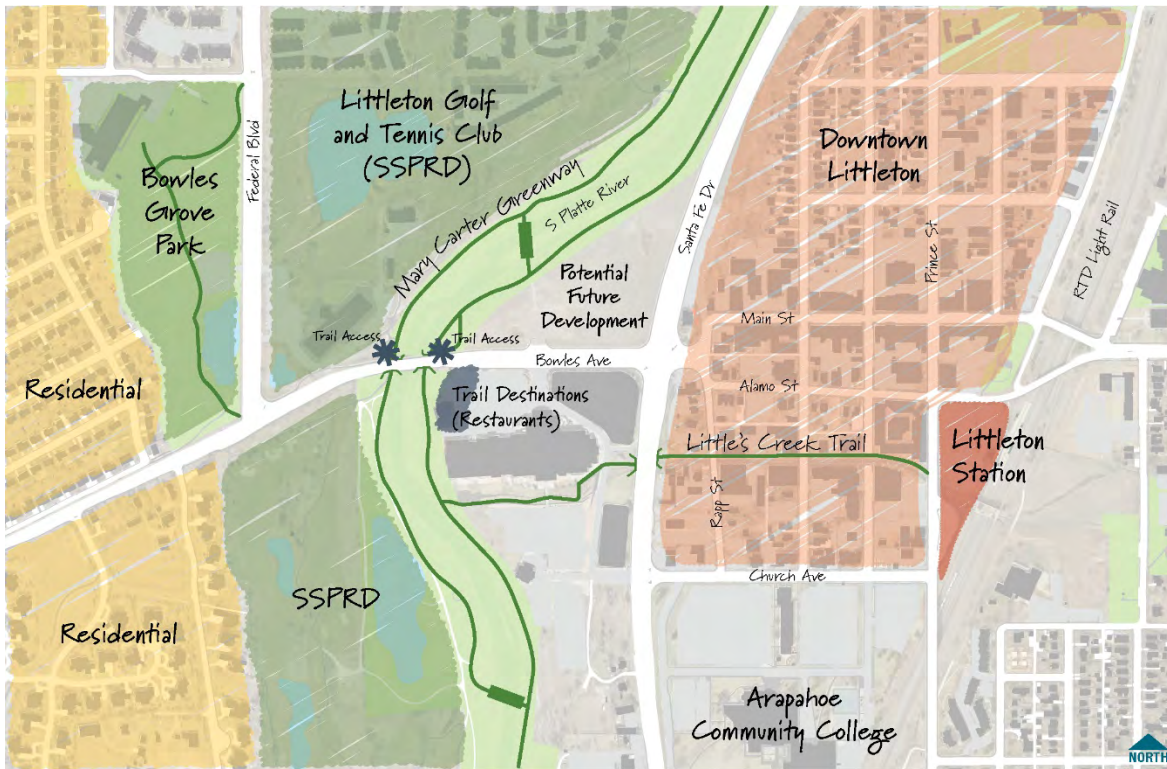 Littleton Golf
and Tennis Club
(SSPRD)
Downtown
Littleton
Bowles
Grove
Park
Federal Blvd
Mary Carter Greenway
S Platte River
Santa Fe Dr
Prince St
RTD Light Rail
Potential
Future
Development
Main St
Trail Access
Trail Access
Bowles Ave
Residential
Alamo St
Trail Destinations
(Restaurants)
Little's Creek Trail
Littleton
Station
Rapp St
Church Ave
SSPRD
Residential
Arapahoe
Community College
NORTH